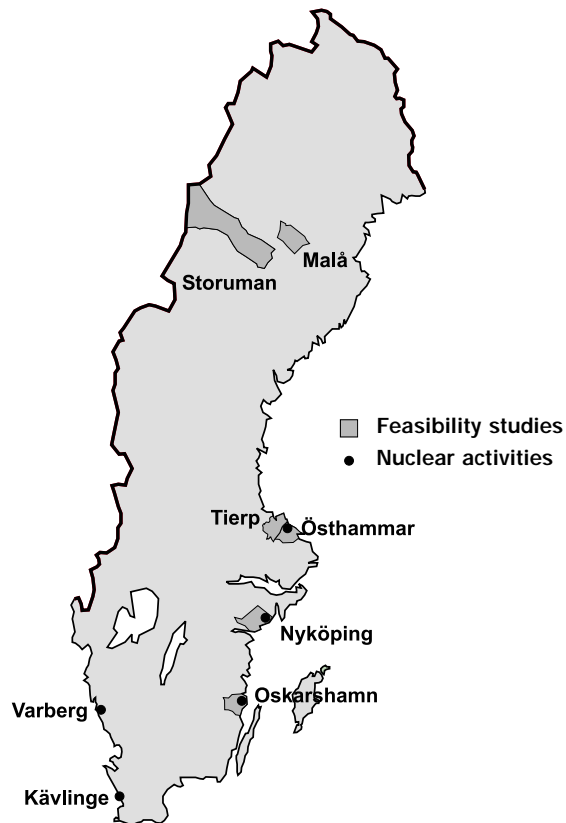 Malå
Storuman
Feasibility studies
Nuclear activities
Tierp
Östhammar
Nyköping
Oskarshamn
Varberg
Kävlinge